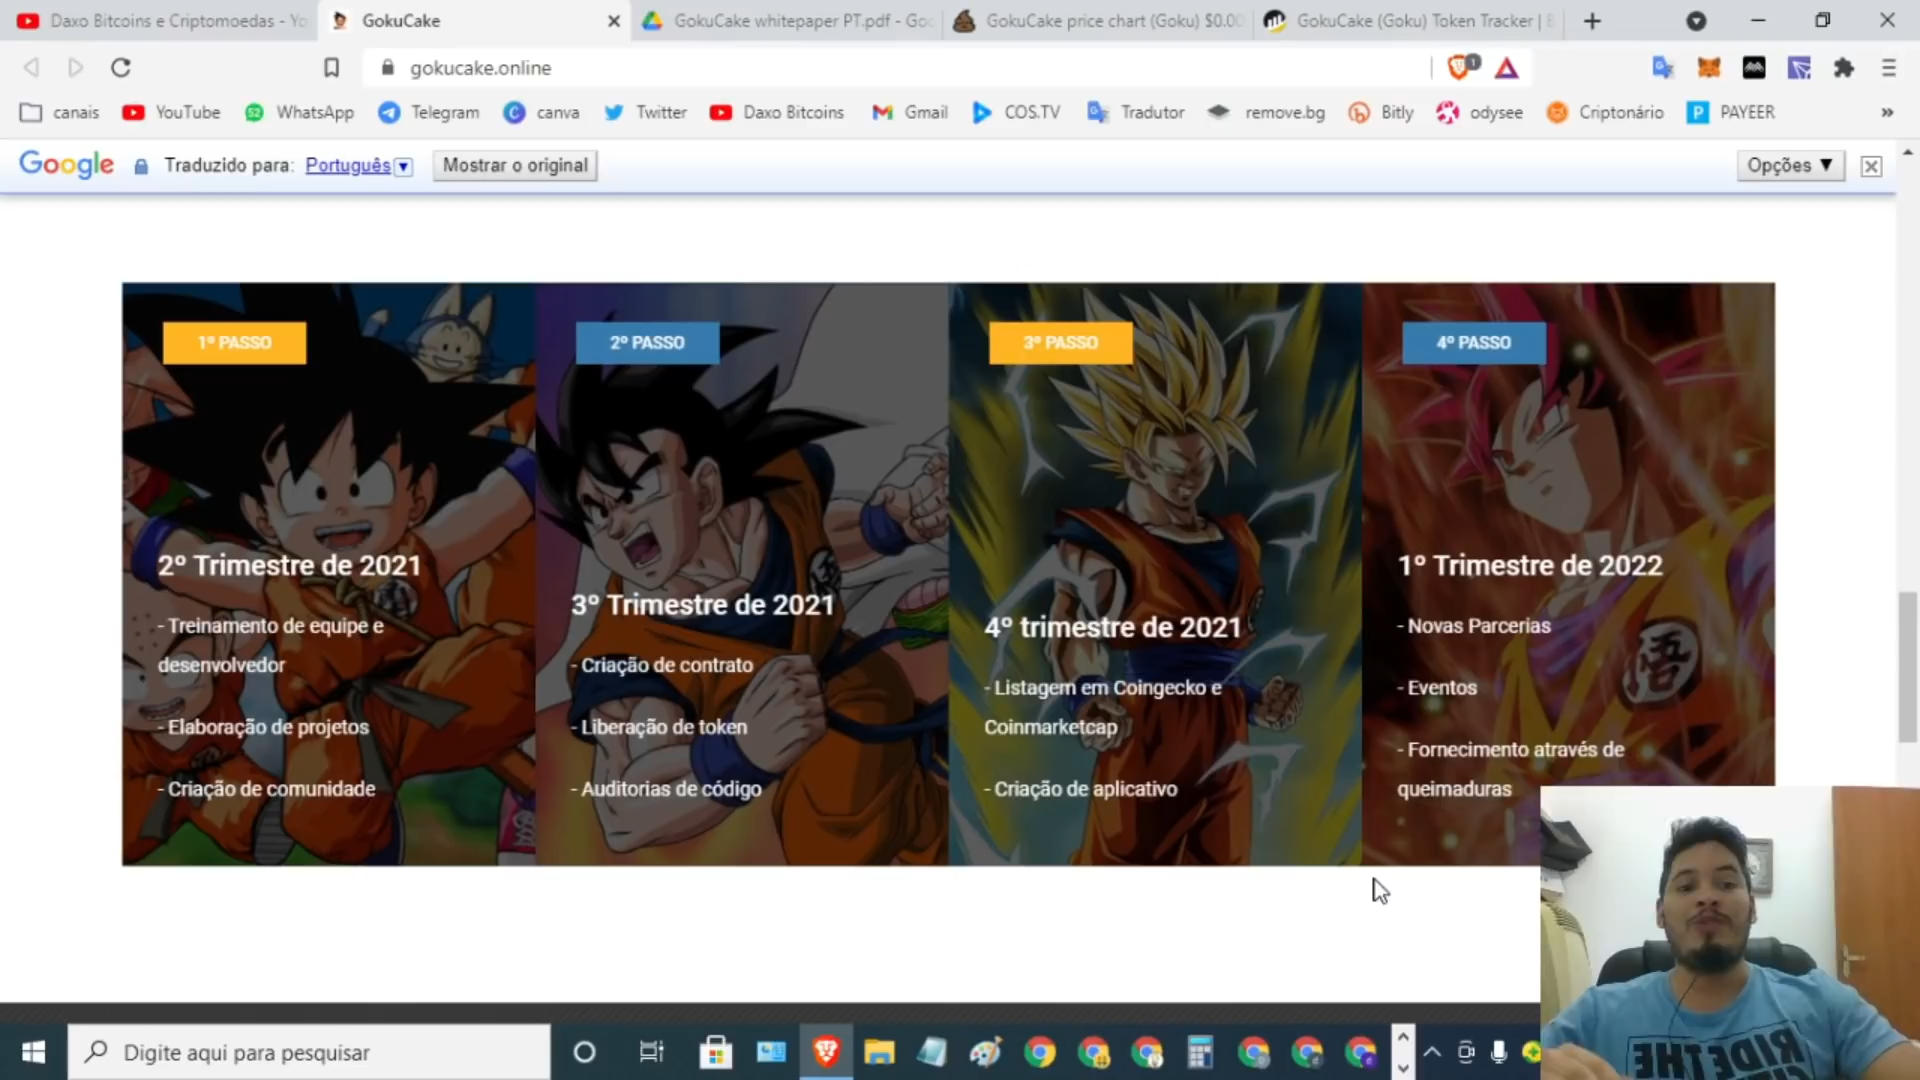 Daxo Bitcoins e Criptomoedas - Yo
GokuCake
GokuCake whitepaper PT.pdf - Goo
GokuCake price chart (Goku) $0.00
GokuCake (Goku) Token Tracker | B
gokucake.online
1
canais
YouTube
WhatsApp
Telegram
canva
Twitter
Daxo Bitcoins
Gmail
COS.TV
Tradutor
remove.bg
Bitly
odysee
Criptonário
PAYEER
»
Google
Traduzido para:
Português
Mostrar o original
Opções ▼
1º PASSO
2º Trimestre de 2021
- Treinamento de equipe e
desenvolvedor
- Elaboração de projetos
- Criação de comunidade
2º PASSO
3º Trimestre de 2021
- Criação de contrato
- Liberação de token
- Auditorias de código
3º PASSO
4º trimestre de 2021
- Listagem em Coingecko e
Coinmarketcap
- Criação de aplicativo
4º PASSO
1º Trimestre de 2022
- Novas Parcerias
- Eventos
- Fornecimento através de
queimaduras
悟
RIDE THE
Digite aqui para pesquisar